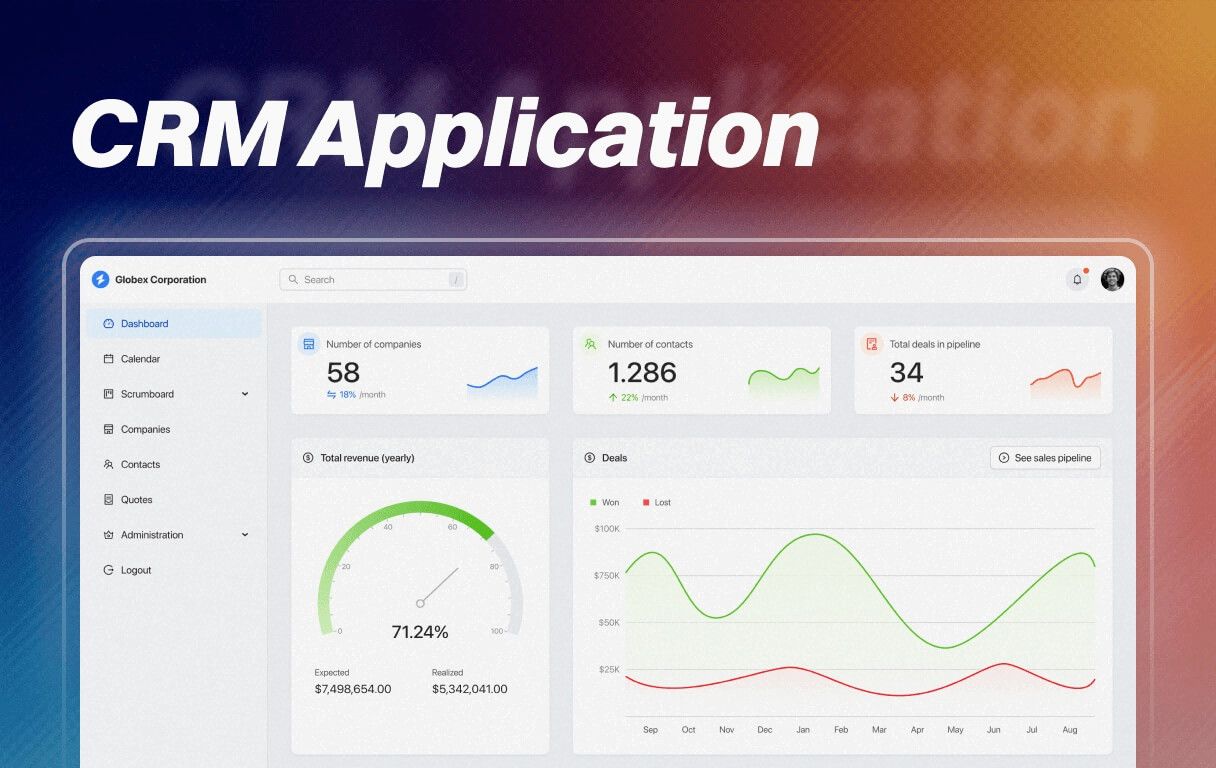 CRM Application
Globex Corporation
Search
/
Dashboard
Calendar
Scrumboard
Companies
Contacts
Quotes
Administration
Logout
Number of companies
58
18% /month
Number of contacts
1.286
22% /month
Total deals in pipeline
34
8% /month
Total revenue (yearly)
0
20
40
60
80
100
71.24%
Expected
$7,498,654.00
Realized
$5,342,041.00
Deals
See sales pipeline
Won
Lost
$100K
$750K
$50K
$25K
Sep Oct Nov Dec Jan Feb Mar Apr May Jun Jul Aug